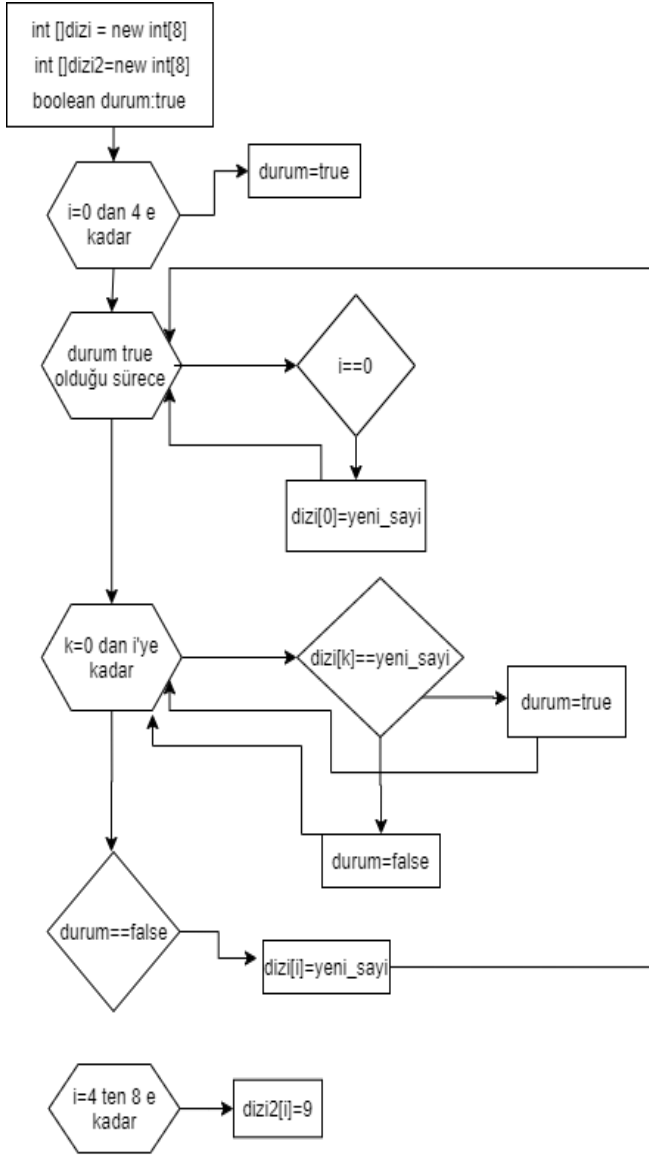 int []dizi = new int[8]
int []dizi2=new int[8]
boolean durum:true
durum=true
i=0 dan 4 e
kadar
durum true
olduğu sürece
i==0
dizi[0]=yeni_sayi
k=0 dan i'ye
kadar
dizi[k]==yeni_sayi
durum=true
durum=false
durum==false
dizi[i]=yeni_sayi
i=4 ten 8 e
kadar
dizi2[i]=9